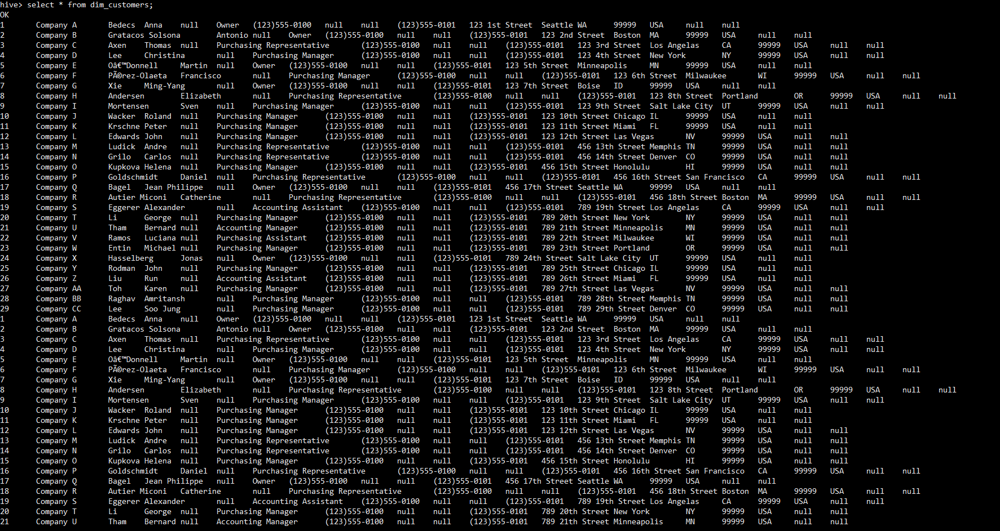 hive> select * from dim_customers;
OK
1 Company A Bedecs Anna null Owner (123)555-0100 null null (123)555-0101 123 1st Street Seattle WA 99999 USA null null
2 Company B Gratacos Solsona Antonio null Owner (123)555-0100 null null (123)555-0101 123 2nd Street Boston MA 99999 USA null null
3 Company C Axen Thomas null Purchasing Representative (123)555-0100 null null (123)555-0101 123 3rd Street Los Angelas CA 99999 USA null null
4 Company D Lee Christina null Purchasing Manager (123)555-0100 null null (123)555-0101 123 4th Street New York NY 99999 USA null null
5 Company E Oâ€™Donnell Martin null Owner (123)555-0100 null null (123)555-0101 123 5th Street Minneapolis MN 99999 USA null null
6 Company F PÃ©rez-Olaeta Francisco null Purchasing Manager (123)555-0100 null null (123)555-0101 123 6th Street Milwaukee WI 99999 USA null null
7 Company G Xie Ming-Yang null Owner (123)555-0100 null null (123)555-0101 123 7th Street Boise ID 99999 USA null null
8 Company H Andersen Elizabeth null Purchasing Representative (123)555-0100 null null (123)555-0101 123 8th Street Portland OR 99999 USA null null
9 Company I Mortensen Sven null Purchasing Manager (123)555-0100 null null (123)555-0101 123 9th Street Salt Lake City UT 99999 USA null null
10 Company J Wacker Roland null Purchasing Manager (123)555-0100 null null (123)555-0101 123 10th Street Chicago IL 99999 USA null null
11 Company K Krschne Peter null Purchasing Manager (123)555-0100 null null (123)555-0101 123 11th Street Miami FL 99999 USA null null
12 Company L Edwards John null Purchasing Manager (123)555-0100 null null (123)555-0101 123 12th Street Las Vegas NV 99999 USA null null
13 Company M Ludick Andre null Purchasing Representative (123)555-0100 null null (123)555-0101 456 13th Street Memphis TN 99999 USA null null
14 Company N Grilo Carlos null Purchasing Representative (123)555-0100 null null (123)555-0101 456 14th Street Denver CO 99999 USA null null
15 Company O Kupkova Helena null Purchasing Manager (123)555-0100 null null (123)555-0101 456 15th Street Honolulu HI 99999 USA null null
16 Company P Goldschmidt Daniel null Purchasing Representative (123)555-0100 null null (123)555-0101 456 16th Street San Francisco CA 99999 USA null null
17 Company Q Bagel Jean Philippe null Owner (123)555-0100 null null (123)555-0101 456 17th Street Seattle WA 99999 USA null null
18 Company R Autier Miconi Catherine null Purchasing Representative (123)555-0100 null null (123)555-0101 456 18th Street Boston MA 99999 USA null null
19 Company S Eggerer Alexander null Accounting Assistant (123)555-0100 null null (123)555-0101 789 19th Street Los Angelas CA 99999 USA null null
20 Company T Li George null Purchasing Manager (123)555-0100 null null (123)555-0101 789 20th Street New York NY 99999 USA null null
21 Company U Tham Bernard null Accounting Manager (123)555-0100 null null (123)555-0101 789 21th Street Minneapolis MN 99999 USA null null
22 Company V Ramos Luciana null Purchasing Assistant (123)555-0100 null null (123)555-0101 789 22th Street Milwaukee WI 99999 USA null null
23 Company W Entin Michael null Purchasing Manager (123)555-0100 null null (123)555-0101 789 23th Street Portland OR 99999 USA null null
24 Company X Hasselberg Jonas null Owner (123)555-0100 null null (123)555-0101 789 24th Street Salt Lake City UT 99999 USA null null
25 Company Y Rodman John null Purchasing Manager (123)555-0100 null null (123)555-0101 789 25th Street Chicago IL 99999 USA null null
26 Company Z Liu Run null Accounting Assistant (123)555-0100 null null (123)555-0101 789 26th Street Miami FL 99999 USA null null
27 Company AA Toh Karen null Purchasing Manager (123)555-0100 null null (123)555-0101 789 27th Street Las Vegas NV 99999 USA null null
28 Company BB Raghav Amritansh null Purchasing Manager (123)555-0100 null null (123)555-0101 789 28th Street Memphis TN 99999 USA null null
29 Company CC Lee Soo Jung null Purchasing Manager (123)555-0100 null null (123)555-0101 789 29th Street Denver CO 99999 USA null null
1 Company A Bedecs Anna null Owner (123)555-0100 null null (123)555-0101 123 1st Street Seattle WA 99999 USA null null
2 Company B Gratacos Solsona Antonio null Owner (123)555-0100 null null (123)555-0101 123 2nd Street Boston MA 99999 USA null null
3 Company C Axen Thomas null Purchasing Representative (123)555-0100 null null (123)555-0101 123 3rd Street Los Angelas CA 99999 USA null null
4 Company D Lee Christina null Purchasing Manager (123)555-0100 null null (123)555-0101 123 4th Street New York NY 99999 USA null null
5 Company E Oâ€™Donnell Martin null Owner (123)555-0100 null null (123)555-0101 123 5th Street Minneapolis MN 99999 USA null null
6 Company F PÃ©rez-Olaeta Francisco null Purchasing Manager (123)555-0100 null null (123)555-0101 123 6th Street Milwaukee WI 99999 USA null null
7 Company G Xie Ming-Yang null Owner (123)555-0100 null null (123)555-0101 123 7th Street Boise ID 99999 USA null null
8 Company H Andersen Elizabeth null Purchasing Representative (123)555-0100 null null (123)555-0101 123 8th Street Portland OR 99999 USA null null
9 Company I Mortensen Sven null Purchasing Manager (123)555-0100 null null (123)555-0101 123 9th Street Salt Lake City UT 99999 USA null null
10 Company J Wacker Roland null Purchasing Manager (123)555-0100 null null (123)555-0101 123 10th Street Chicago IL 99999 USA null null
11 Company K Krschne Peter null Purchasing Manager (123)555-0100 null null (123)555-0101 123 11th Street Miami FL 99999 USA null null
12 Company L Edwards John null Purchasing Manager (123)555-0100 null null (123)555-0101 123 12th Street Las Vegas NV 99999 USA null null
13 Company M Ludick Andre null Purchasing Representative (123)555-0100 null null (123)555-0101 456 13th Street Memphis TN 99999 USA null null
14 Company N Grilo Carlos null Purchasing Representative (123)555-0100 null null (123)555-0101 456 14th Street Denver CO 99999 USA null null
15 Company O Kupkova Helena null Purchasing Manager (123)555-0100 null null (123)555-0101 456 15th Street Honolulu HI 99999 USA null null
16 Company P Goldschmidt Daniel null Purchasing Representative (123)555-0100 null null (123)555-0101 456 16th Street San Francisco CA 99999 USA null null
17 Company Q Bagel Jean Philippe null Owner (123)555-0100 null null (123)555-0101 456 17th Street Seattle WA 99999 USA null null
18 Company R Autier Miconi Catherine null Purchasing Representative (123)555-0100 null null (123)555-0101 456 18th Street Boston MA 99999 USA null null
19 Company S Eggerer Alexander null Accounting Assistant (123)555-0100 null null (123)555-0101 789 19th Street Los Angelas CA 99999 USA null null
20 Company T Li George null Purchasing Manager (123)555-0100 null null (123)555-0101 789 20th Street New York NY 99999 USA null null
21 Company U Tham Bernard null Accounting Manager (123)555-0100 null null (123)555-0101 789 21th Street Minneapolis MN 99999 USA null null